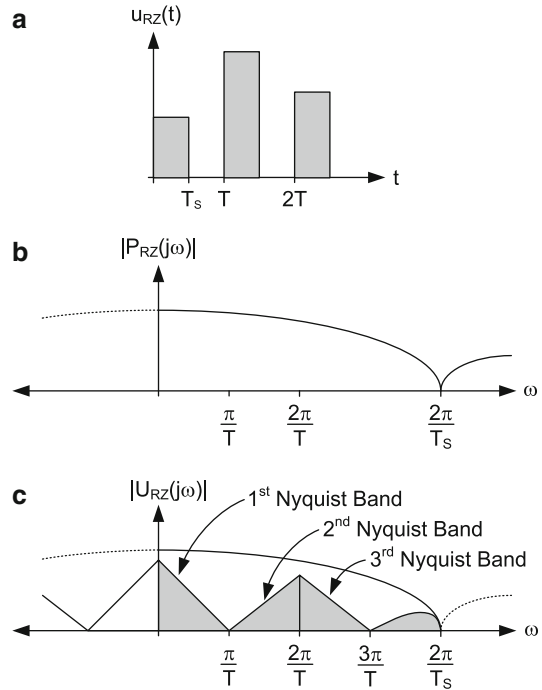 a
u_RZ(t)
T_S T 2T t
b
|P_RZ(jω)|
ω
π/T 2π/T 2π/T_S
c
|U_RZ(jω)|
1st Nyquist Band
2nd Nyquist Band
3rd Nyquist Band
ω
π/T 2π/T 3π/T 2π/T_S